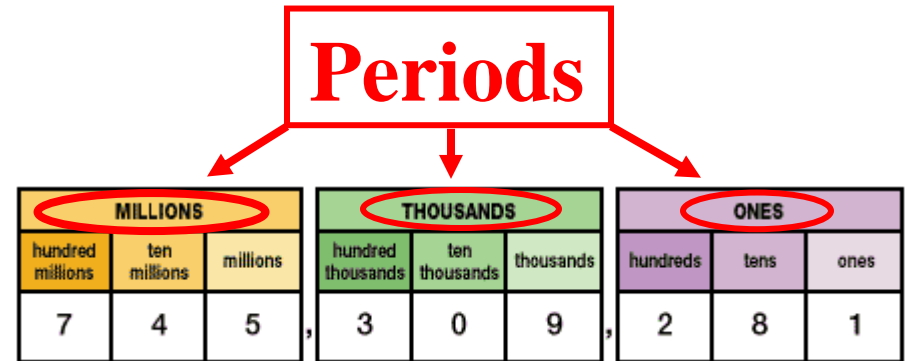 Periods
MILLIONS THOUSANDS ONES
hundred millions ten millions millions hundred thousands ten thousands thousands hundreds tens ones
7 4 5 , 3 0 9 , 2 8 1